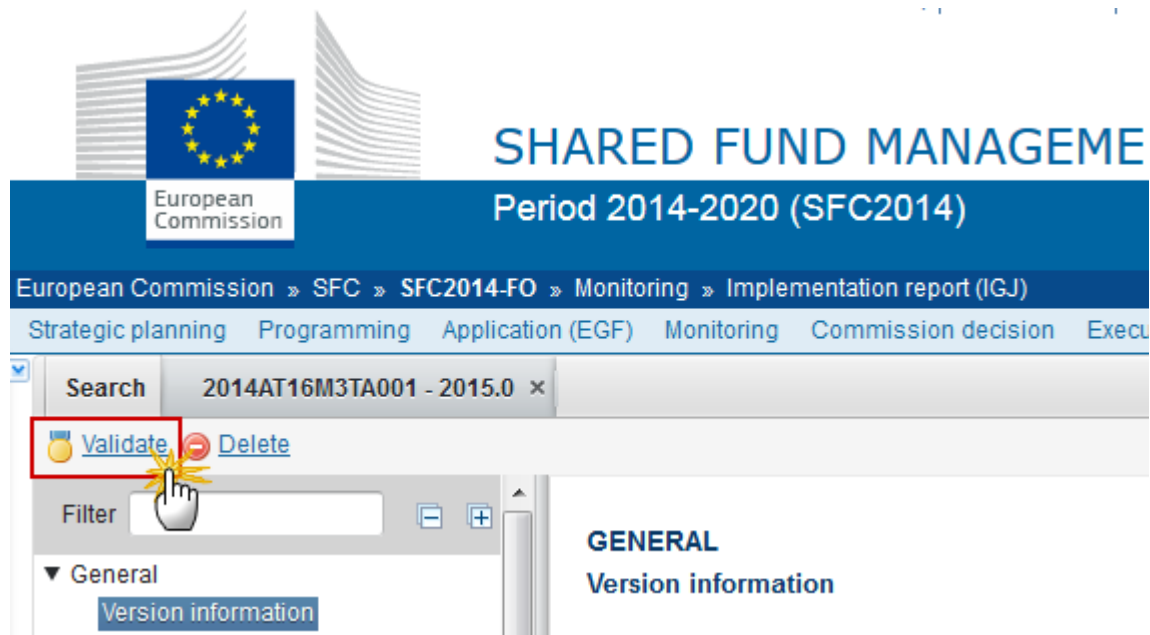 SHARED FUND MANAGEME
European
Commission
Period 2014-2020 (SFC2014)
European Commission » SFC » SFC2014-FO » Monitoring » Implementation report (IGJ)
Strategic planning Programming Application (EGF) Monitoring Commission decision Execu
Search 2014AT16M3TA001 - 2015.0 ×
Validate Delete
Filter
▼ General
Version information
GENERAL
Version information